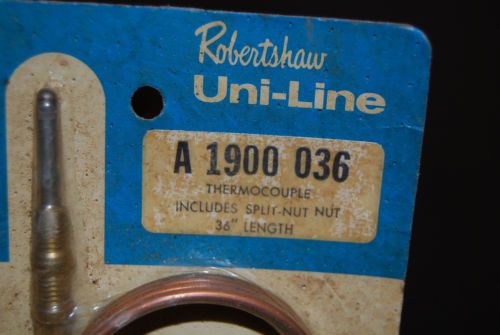 Robertshaw
Uni-Line
A 1900 036
THERMOCOUPLE
INCLUDES SPLIT-NUT NUT
36" LENGTH